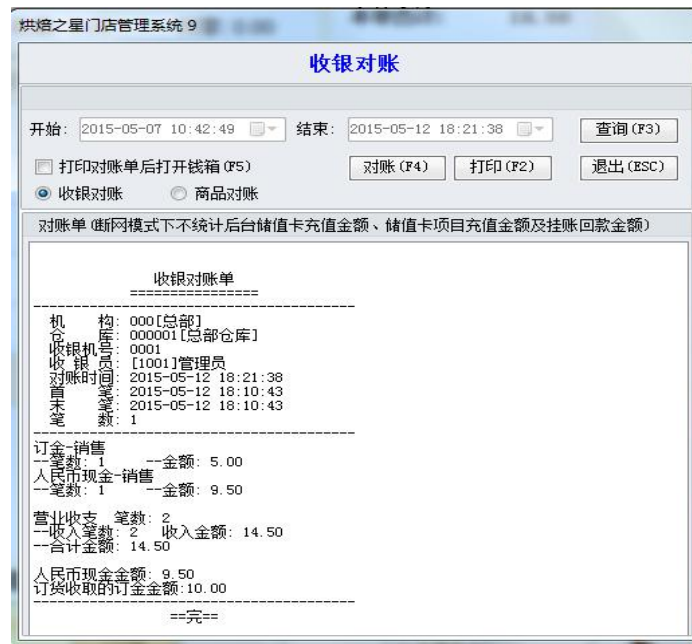 烘焙之星门店管理系统 9
收银对账
开始: 2015-05-07 10:42:49 结束: 2015-05-12 18:21:38 查询(F3)
打印对账单后打开钱箱(F5) 对账(F4) 打印(F2) 退出(ESC)
收银对账 商品对账
对账单(断网模式下不统计后台储值卡充值金额、储值卡项目充值金额及挂账回款金额)
收银对账单
================
----------------------------------------
机 构: 000[总部]
仓 库: 000001[总部仓库]
收银机号: 0001
收 银 员: [1001]管理员
对账时间: 2015-05-12 18:21:38
首 笔: 2015-05-12 18:10:43
末 笔: 2015-05-12 18:10:43
笔 数: 1
----------------------------------------
订金-销售
--笔数: 1 --金额: 5.00
人民币现金-销售
--笔数: 1 --金额: 9.50
营业收支 笔数: 2
--收入笔数: 2 收入金额: 14.50
--合计金额: 14.50
人民币现金金额: 9.50
订货收取的订金金额:10.00
----------------------------------------
==完==